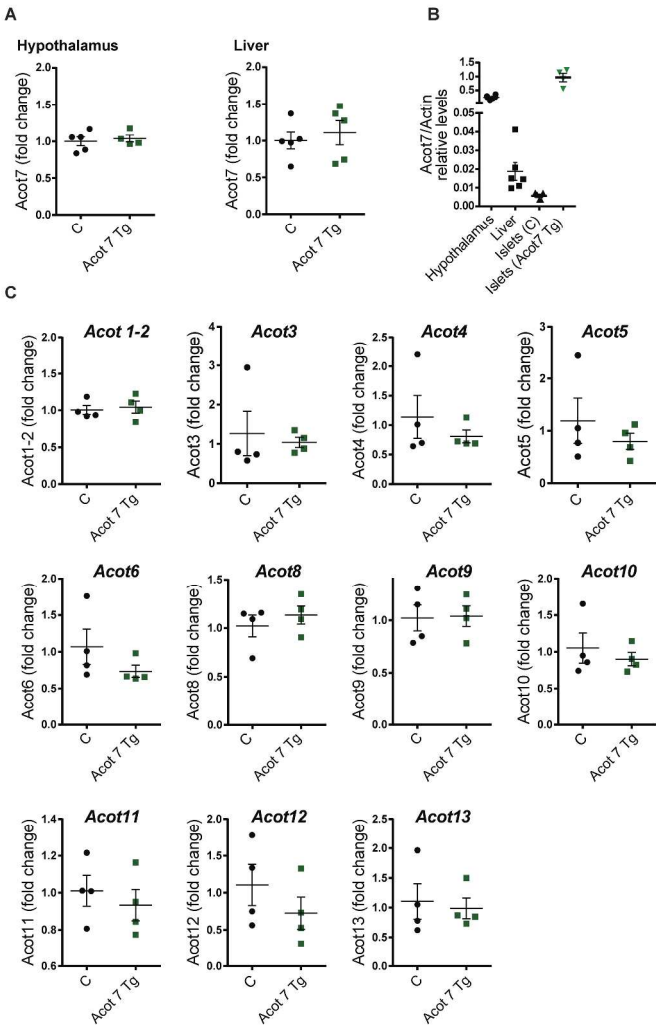 A
B
Hypothalamus
Liver
Acot7 (fold change)
2.0
1.5
1.0
0.5
0.0
C
Acot 7 Tg
Acot7 (fold change)
2.0
1.5
1.0
0.5
0.0
C
Acot 7 Tg
Acot7/Actin
relative levels
1.5
1.0
0.5
0.05
0.04
0.03
0.02
0.01
0.00
Hypothalamus
Liver
Islets (C)
Islets (Acot7 Tg)
C
Acot 1-2
Acot1-2 (fold change)
2.0
1.5
1.0
0.5
0.0
C
Acot 7 Tg
Acot3
Acot3 (fold change)
4
3
2
1
0
C
Acot 7 Tg
Acot4
Acot4 (fold change)
2.5
2.0
1.5
1.0
0.5
0.0
C
Acot 7 Tg
Acot5
Acot5 (fold change)
3
2
1
0
C
Acot 7 Tg
Acot6
Acot6 (fold change)
2.0
1.5
1.0
0.5
0.0
C
Acot 7 Tg
Acot8
Acot8 (fold change)
1.5
1.0
0.5
0.0
C
Acot 7 Tg
Acot9
Acot9 (fold change)
1.0
0.5
0.0
C
Acot 7 Tg
Acot10
Acot10 (fold change)
2.0
1.5
1.0
0.5
0.0
C
Acot 7 Tg
Acot11
Acot11 (fold change)
1.4
1.2
1.0
0.8
0.6
C
Acot 7 Tg
Acot12
Acot12 (fold change)
2.0
1.5
1.0
0.5
0.0
C
Acot 7 Tg
Acot13
Acot13 (fold change)
2.5
2.0
1.5
1.0
0.5
0.0
C
Acot 7 Tg